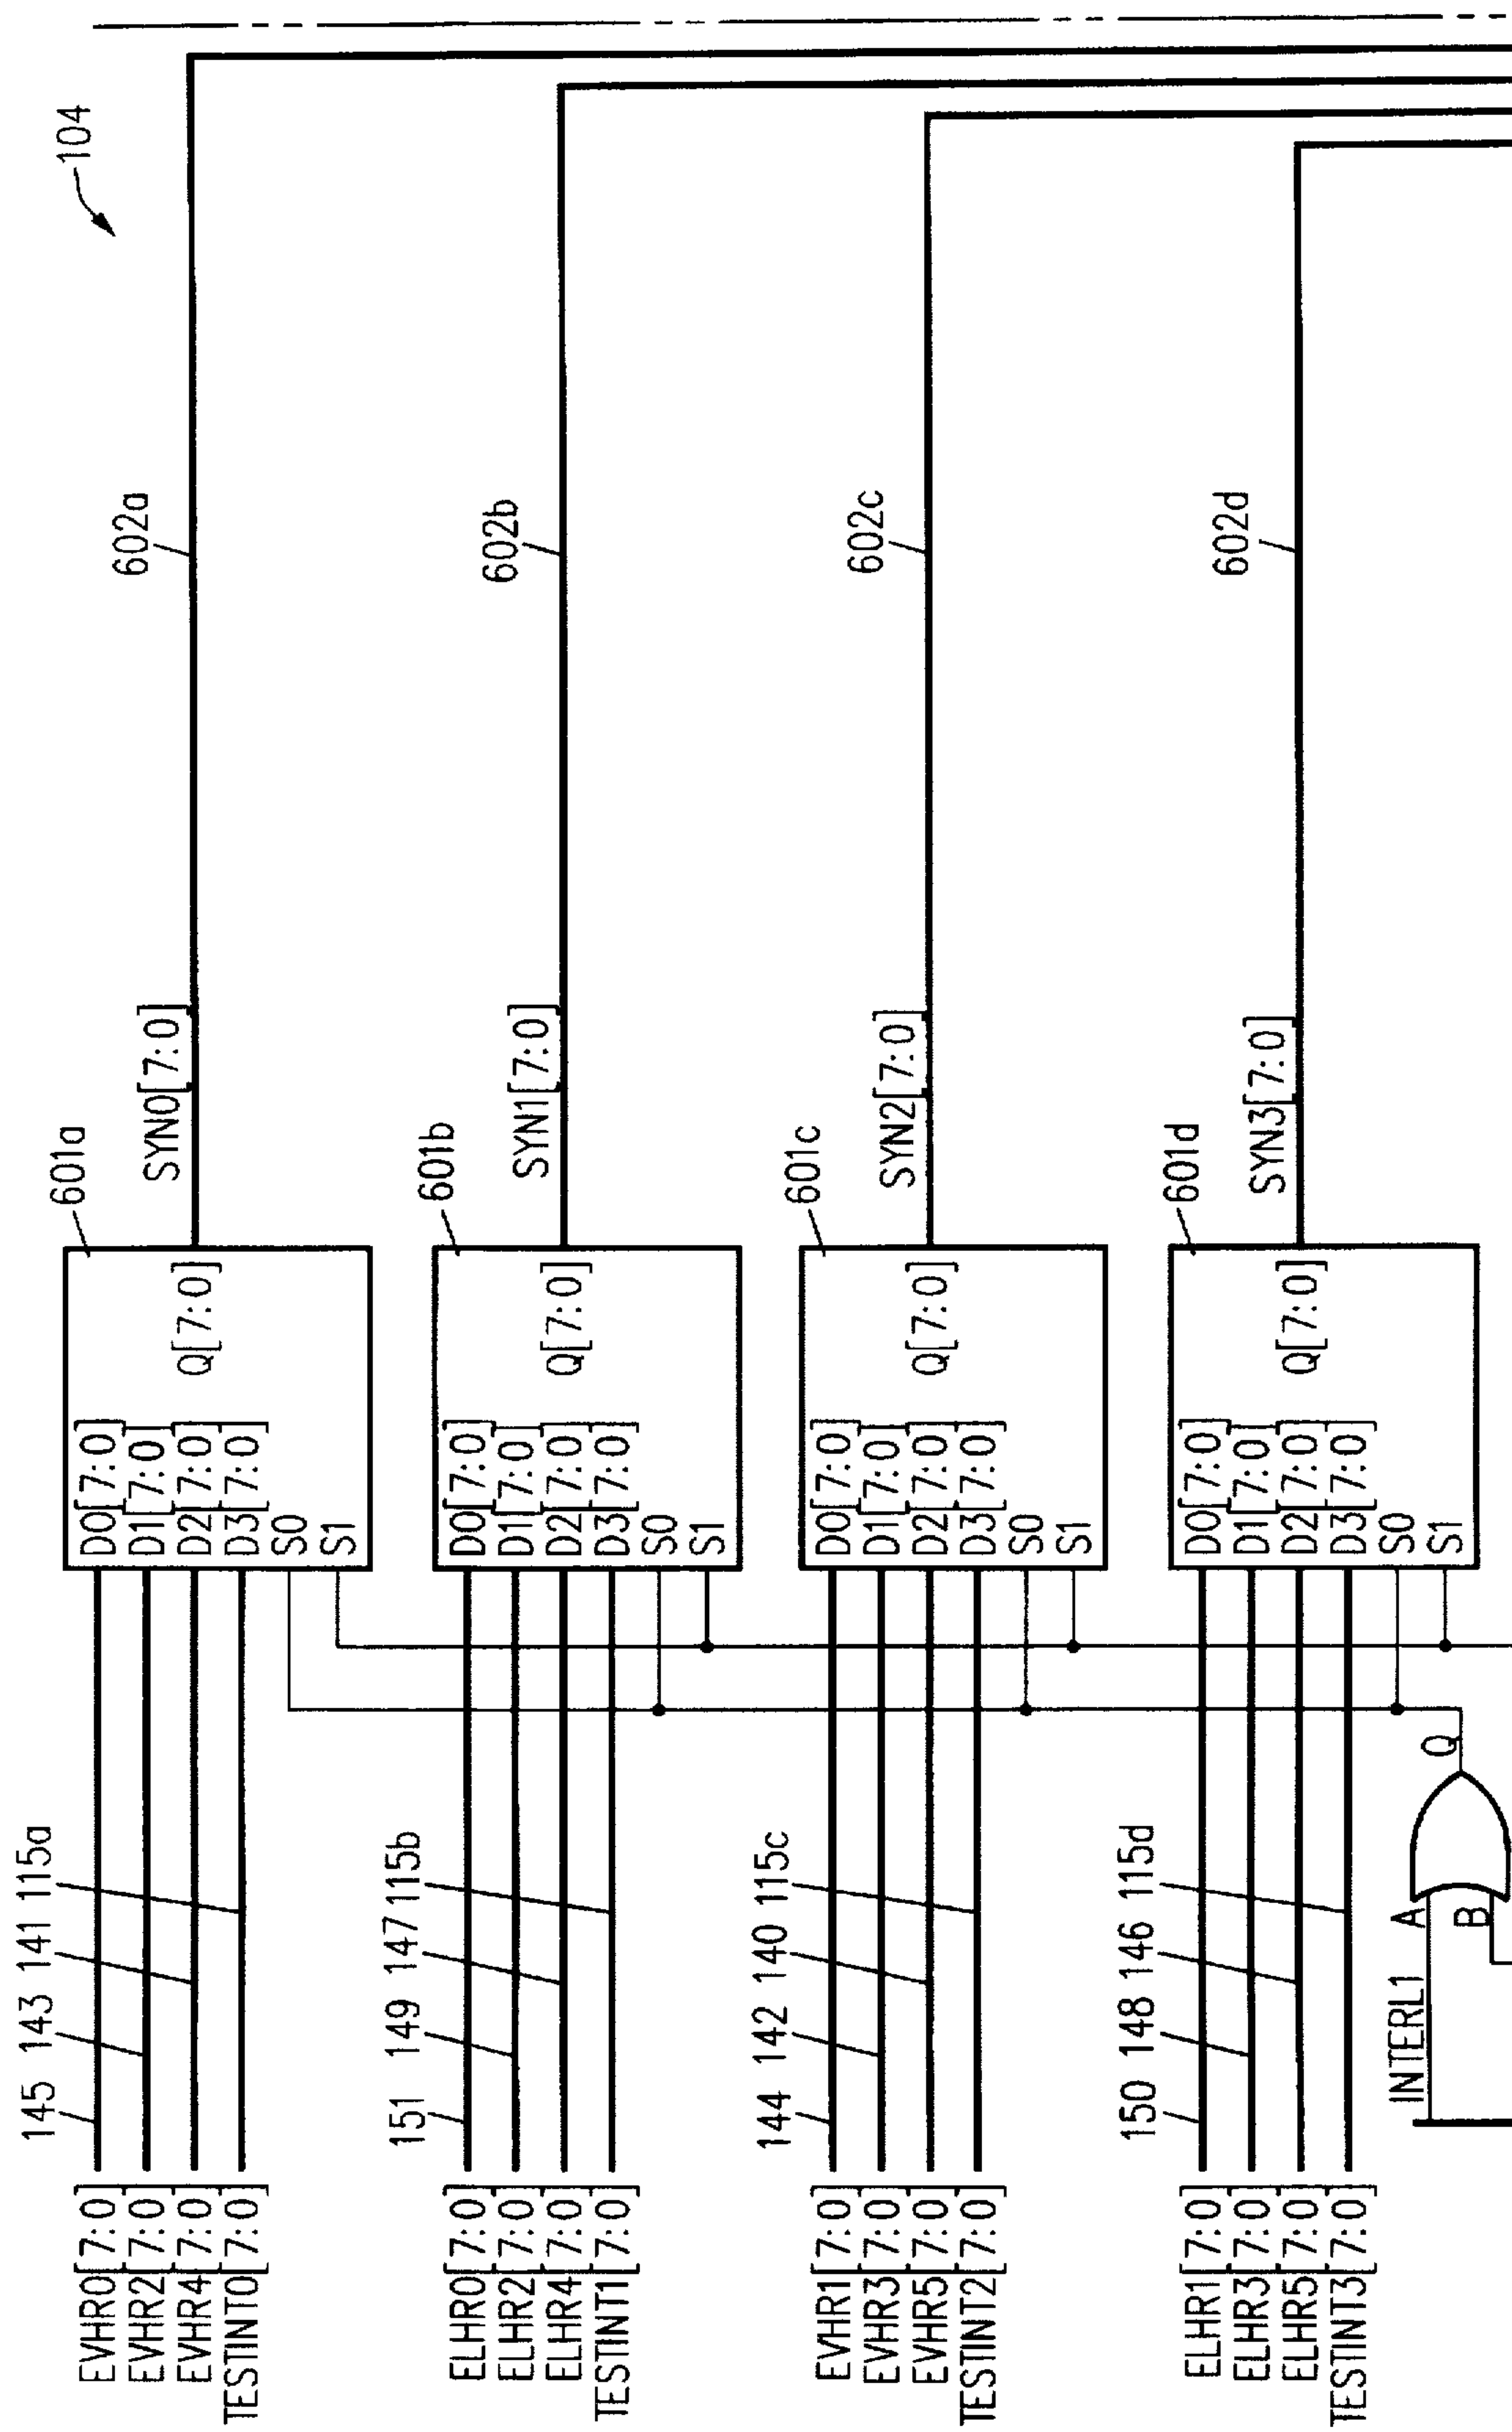 104
145 143 141 115a
EVHR0[7:0]
EVHR2[7:0]
EVHR4[7:0]
TESTINT0[7:0]
601a
D0[7:0]
D1[7:0]
D2[7:0]
D3[7:0]
S0
S1
Q[7:0]
SYN0[7:0]
602a
151 149 147 115b
ELHR0[7:0]
ELHR2[7:0]
ELHR4[7:0]
TESTINT1[7:0]
601b
D0[7:0]
D1[7:0]
D2[7:0]
D3[7:0]
S0
S1
Q[7:0]
SYN1[7:0]
602b
144 142 140 115c
EVHR1[7:0]
EVHR3[7:0]
EVHR5[7:0]
TESTINT2[7:0]
601c
D0[7:0]
D1[7:0]
D2[7:0]
D3[7:0]
S0
S1
Q[7:0]
SYN2[7:0]
602c
150 148 146 115d
ELHR1[7:0]
ELHR3[7:0]
ELHR5[7:0]
TESTINT3[7:0]
601d
D0[7:0]
D1[7:0]
D2[7:0]
D3[7:0]
S0
S1
Q[7:0]
SYN3[7:0]
602d
INTERL1
A
B
Q